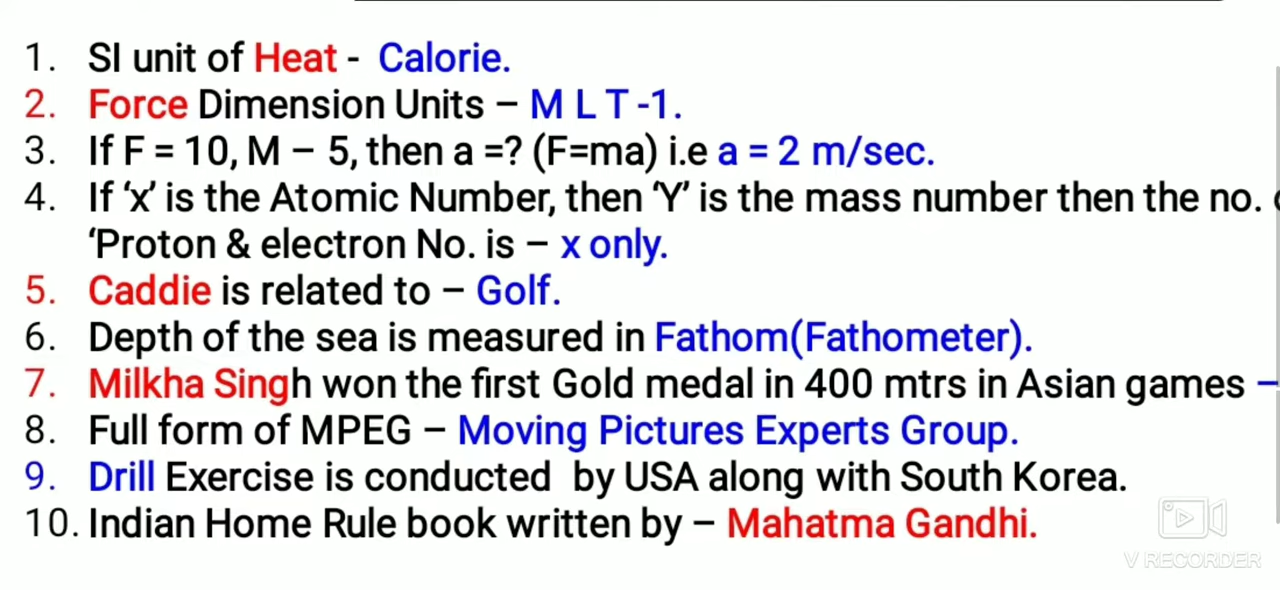 1. SI unit of Heat - Calorie.
2. Force Dimension Units – M L T -1.
3. If F = 10, M – 5, then a =? (F=ma) i.e a = 2 m/sec.
4. If ‘x’ is the Atomic Number, then ‘Y’ is the mass number then the no.
‘Proton & electron No. is – x only.
5. Caddie is related to – Golf.
6. Depth of the sea is measured in Fathom(Fathometer).
7. Milkha Singh won the first Gold medal in 400 mtrs in Asian games –
8. Full form of MPEG – Moving Pictures Experts Group.
9. Drill Exercise is conducted by USA along with South Korea.
10. Indian Home Rule book written by – Mahatma Gandhi.
V RECORDER